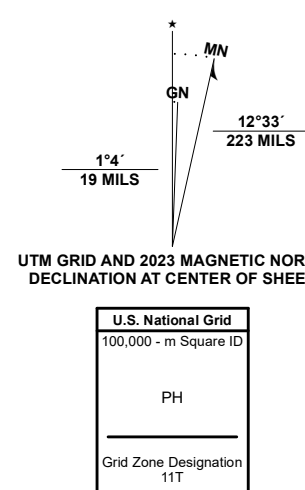 ★
MN
GN
12°33´
223 MILS
1°4´
19 MILS
UTM GRID AND 2023 MAGNETIC NOR
DECLINATION AT CENTER OF SHEE
U.S. National Grid
100,000 - m Square ID
PH
Grid Zone Designation
11T